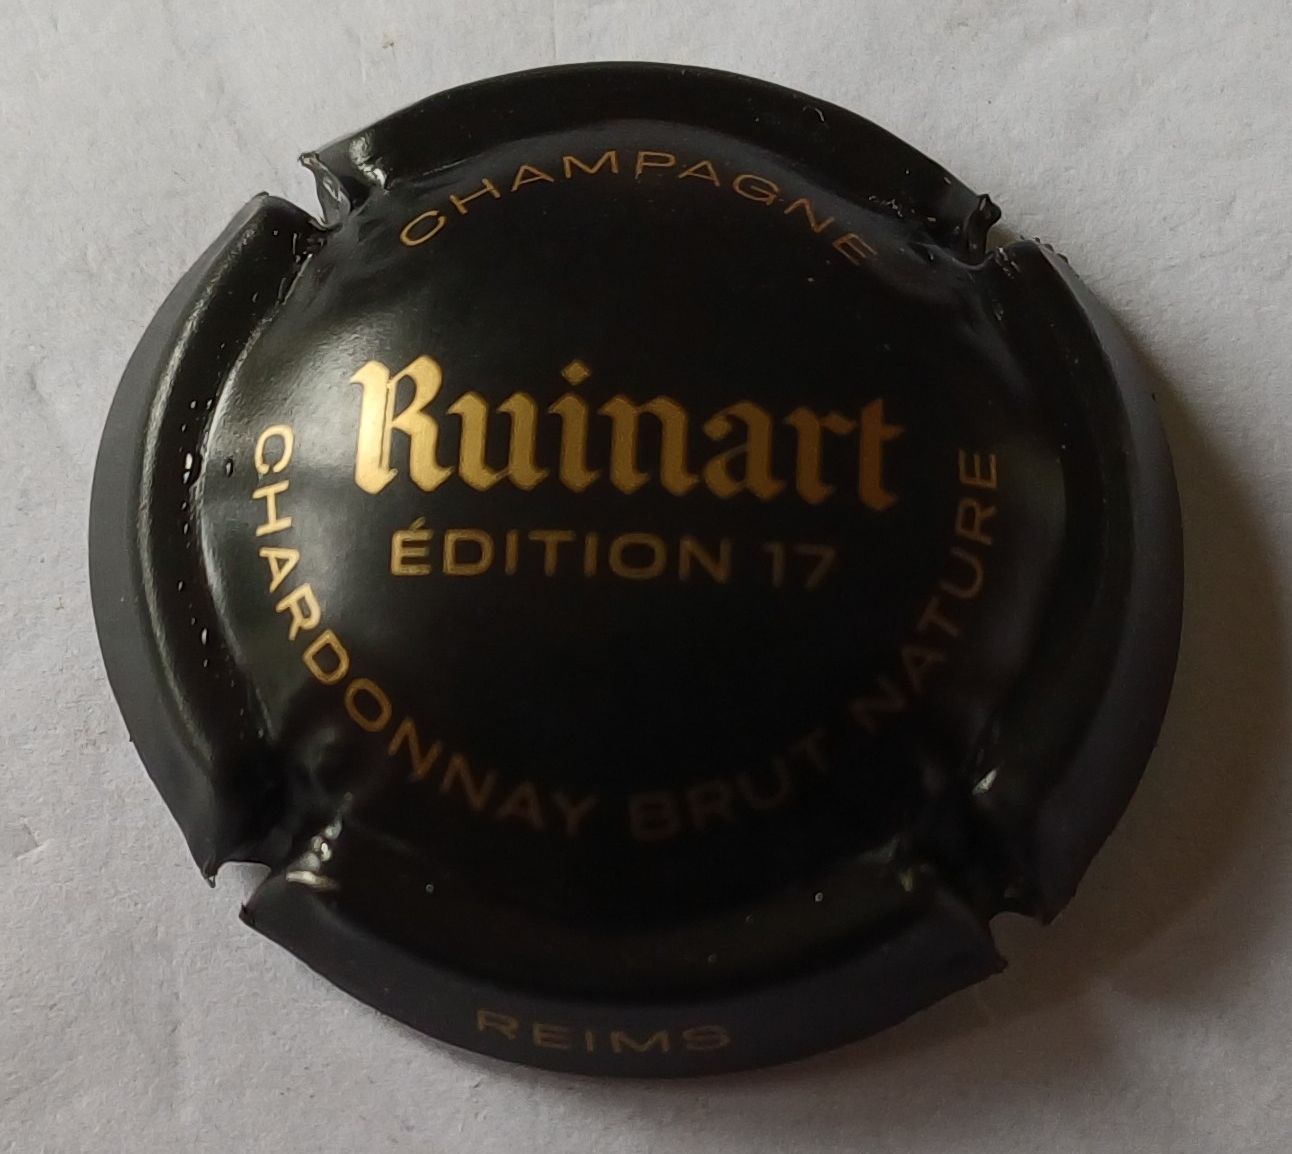 CHAMPAGNE
Ruinart
ÉDITION 17
CHARDONNAY BRUT NATURE
REIMS